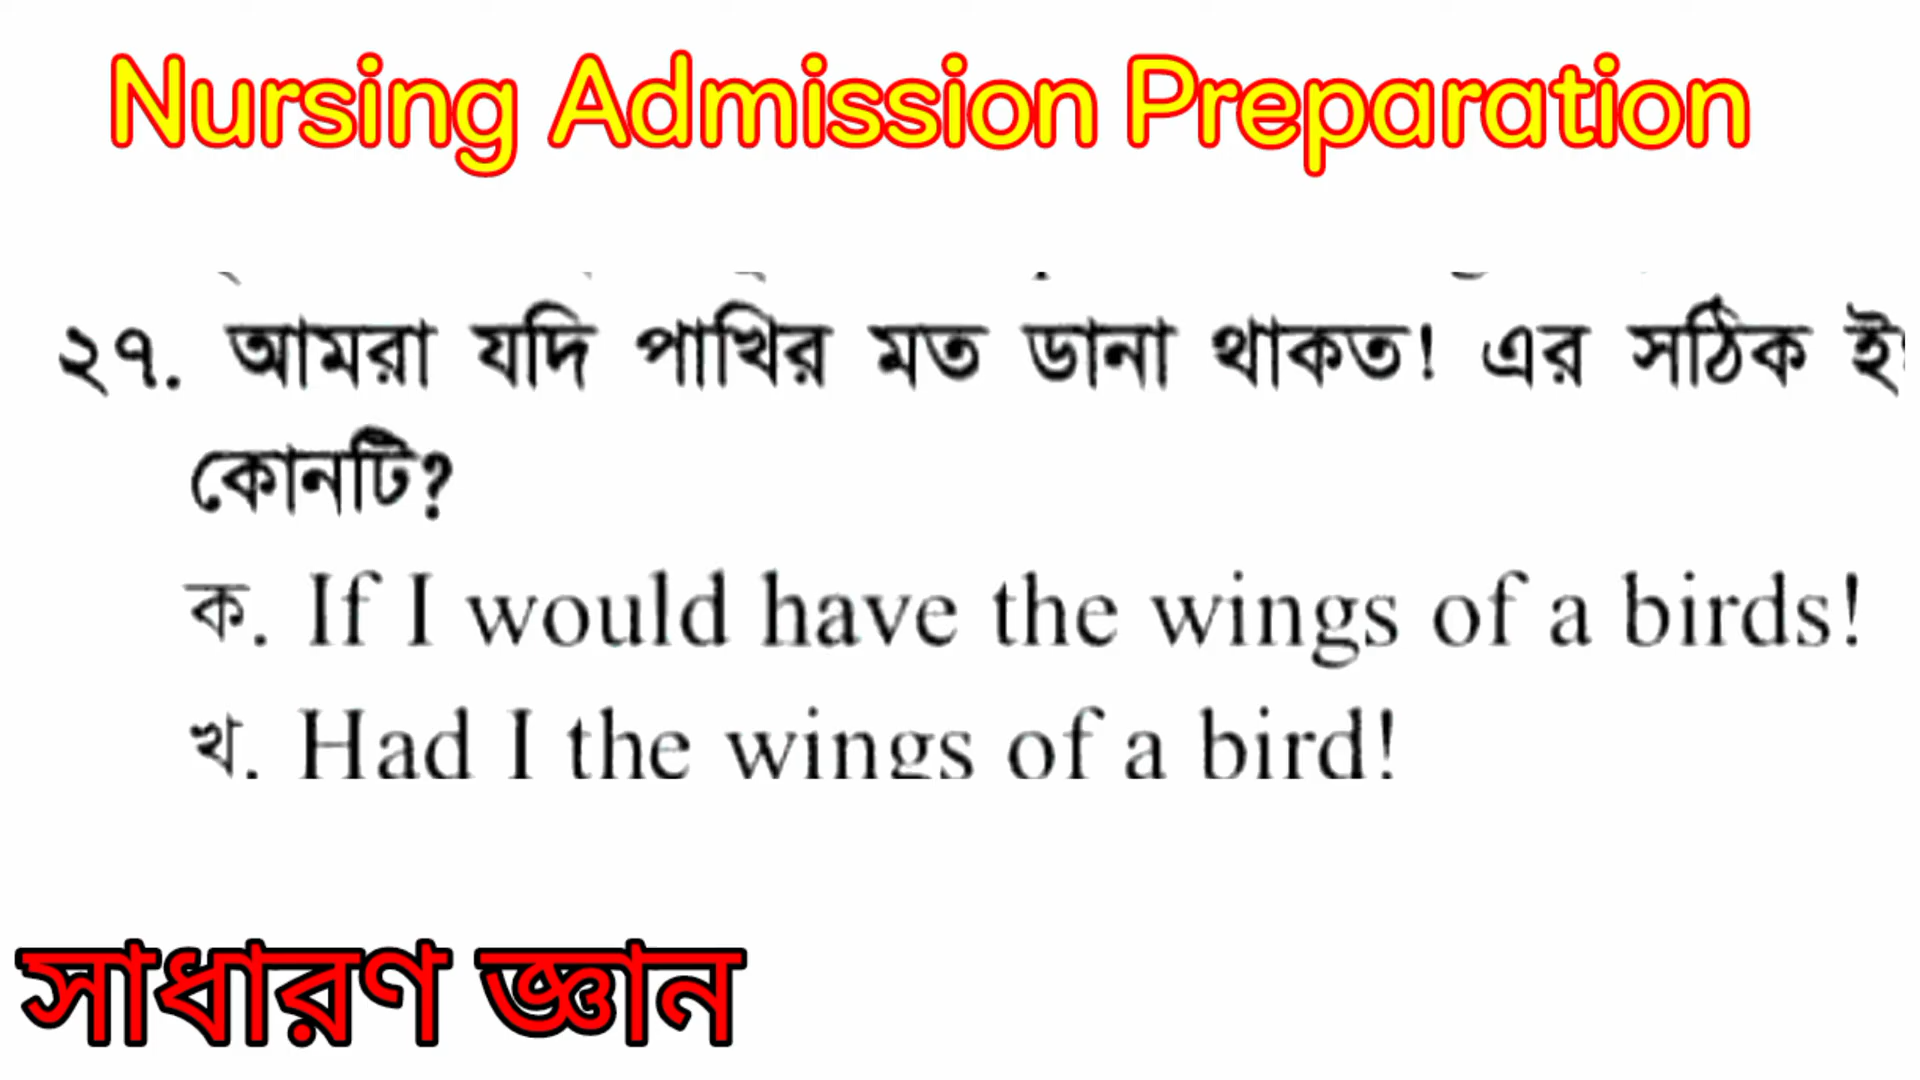 Nursing Admission Preparation
২৭. আমরা যদি পাখির মত ডানা থাকত! এর সঠিক
কোনটি?
ক. If I would have the wings of a birds!
খ. Had I the wings of a bird!
সাধারণ জ্ঞান